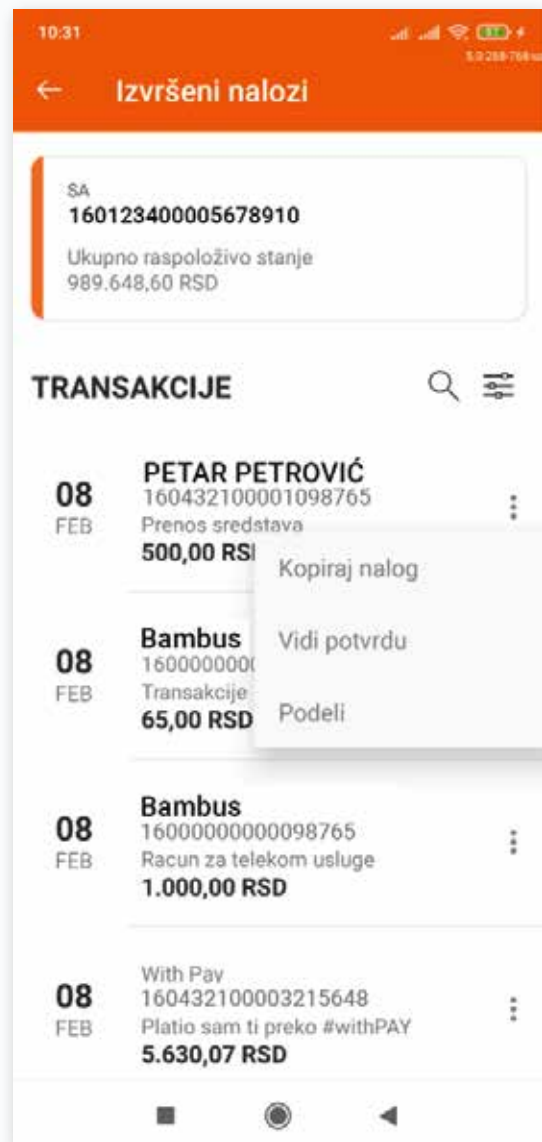 10:31
Izvršeni nalozi
SA
160123400005678910
Ukupno raspoloživo stanje
989.648,60 RSD
TRANSAKCIJE
08
FEB
PETAR PETROVIĆ
160432100001098765
Prenos sredstava
500,00 RSD
Kopiraj nalog
Vidi potvrdu
Podeli
08
FEB
Bambus
Transakcije
65,00 RSD
08
FEB
Bambus
16000000000098765
Racun za telekom usluge
1.000,00 RSD
08
FEB
With Pay
160432100003215648
Platio sam ti preko #withPAY
5.630,07 RSD